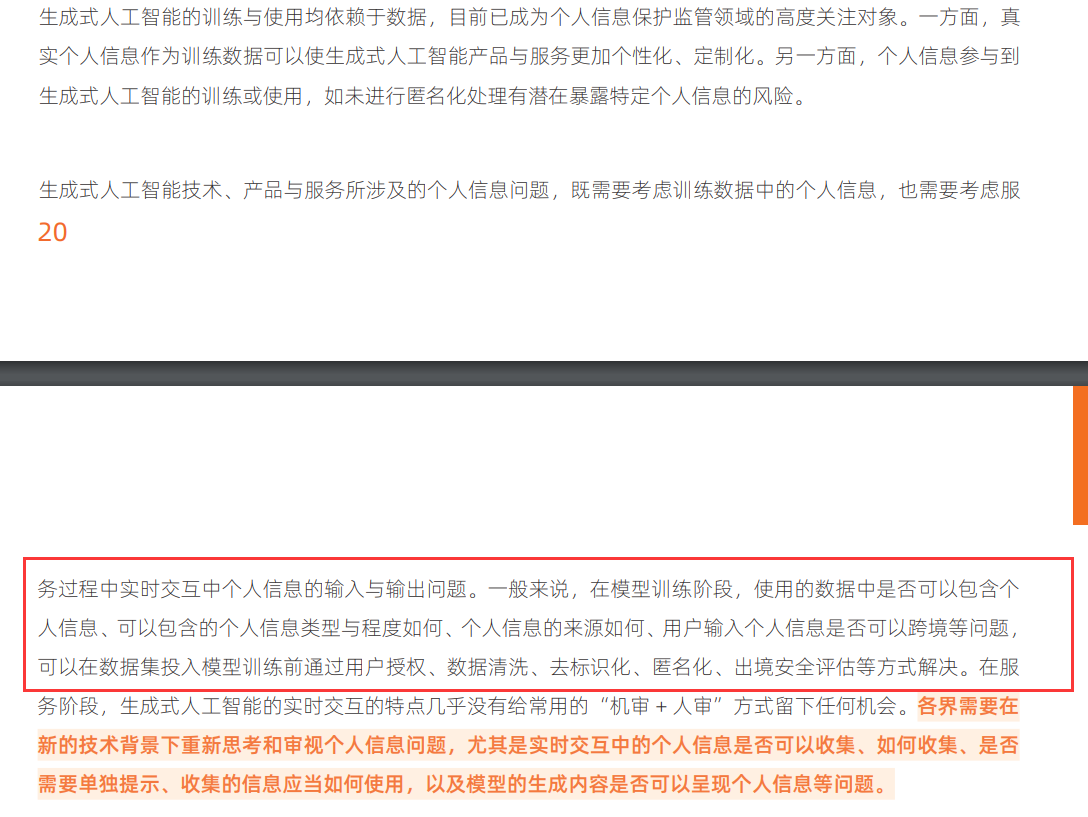 生成式人工智能的训练与使用均依赖于数据，目前已成为个人信息保护监管领域的高度关注对象。一方面，真
实个人信息作为训练数据可以使生成式人工智能产品与服务更加个性化、定制化。另一方面，个人信息参与到
生成式人工智能的训练或使用，如未进行匿名化处理有潜在暴露特定个人信息的风险。
生成式人工智能技术、产品与服务所涉及的个人信息问题，既需要考虑训练数据中的个人信息，也需要考虑服
20
务过程中实时交互中个人信息的输入与输出问题。一般来说，在模型训练阶段，使用的数据中是否可以包含个
人信息、可以包含的个人信息类型与程度如何、个人信息的来源如何、用户输入个人信息是否可以跨境等问题，
可以在数据集投入模型训练前通过用户授权、数据清洗、去标识化、匿名化、出境安全评估等方式解决。在服
务阶段，生成式人工智能的实时交互的特点几乎没有给常用的“机审 + 人审”方式留下任何机会。各界需要在
新的技术背景下重新思考和审视个人信息问题，尤其是实时交互中的个人信息是否可以收集、如何收集、是否
需要单独提示、收集的信息应当如何使用，以及模型的生成内容是否可以呈现个人信息等问题。